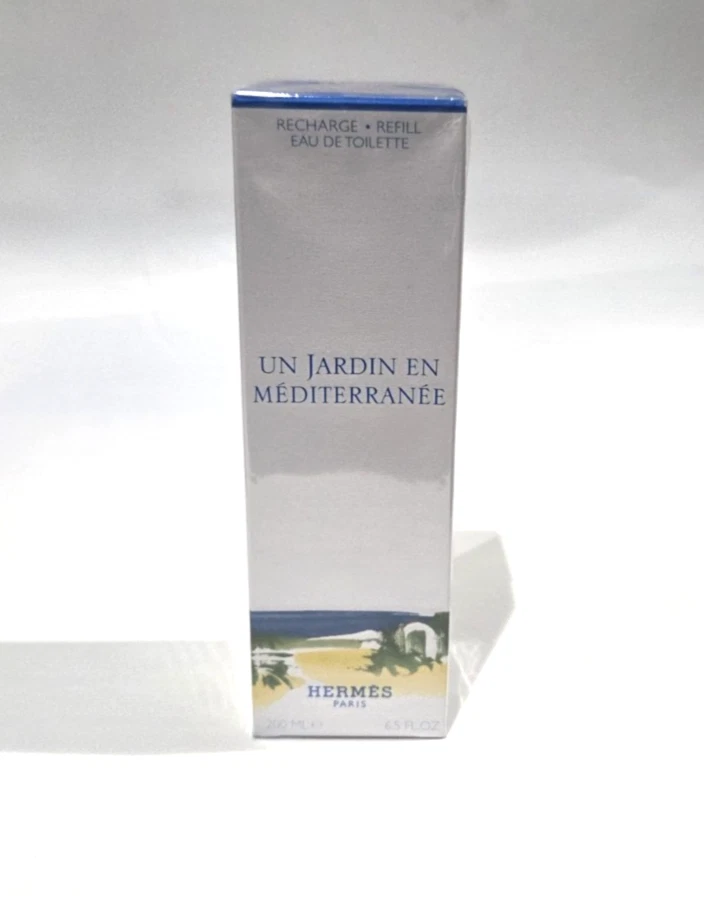 RECHARGE • REFILL
EAU DE TOILETTE
UN JARDIN EN
MÉDITERRANÉE
HERMÈS
PARIS
200 ML 6.5 FL.OZ